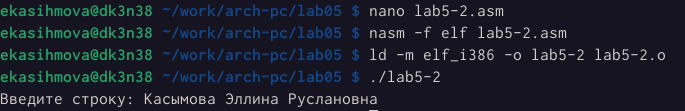 ekasihmova@dk3n38 ~/work/arch-pc/lab05 $ nano lab5-2.asm
ekasihmova@dk3n38 ~/work/arch-pc/lab05 $ nasm -f elf lab5-2.asm
ekasihmova@dk3n38 ~/work/arch-pc/lab05 $ ld -m elf_i386 -o lab5-2 lab5-2.o
ekasihmova@dk3n38 ~/work/arch-pc/lab05 $ ./lab5-2
Введите строку: Касымова Эллина Руслановна